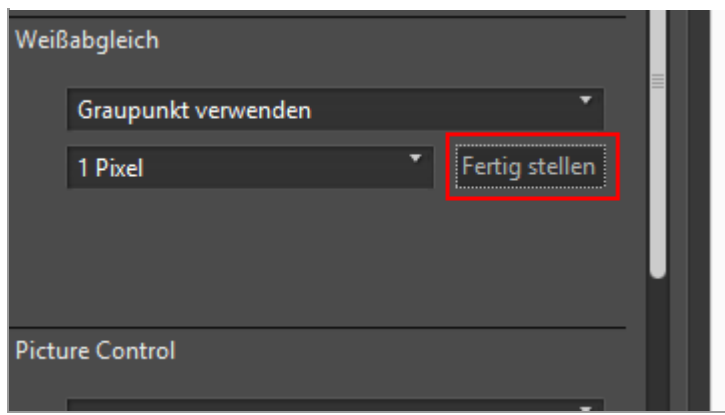 Weißabgleich
Graupunkt verwenden
1 Pixel Fertig stellen
Picture Control